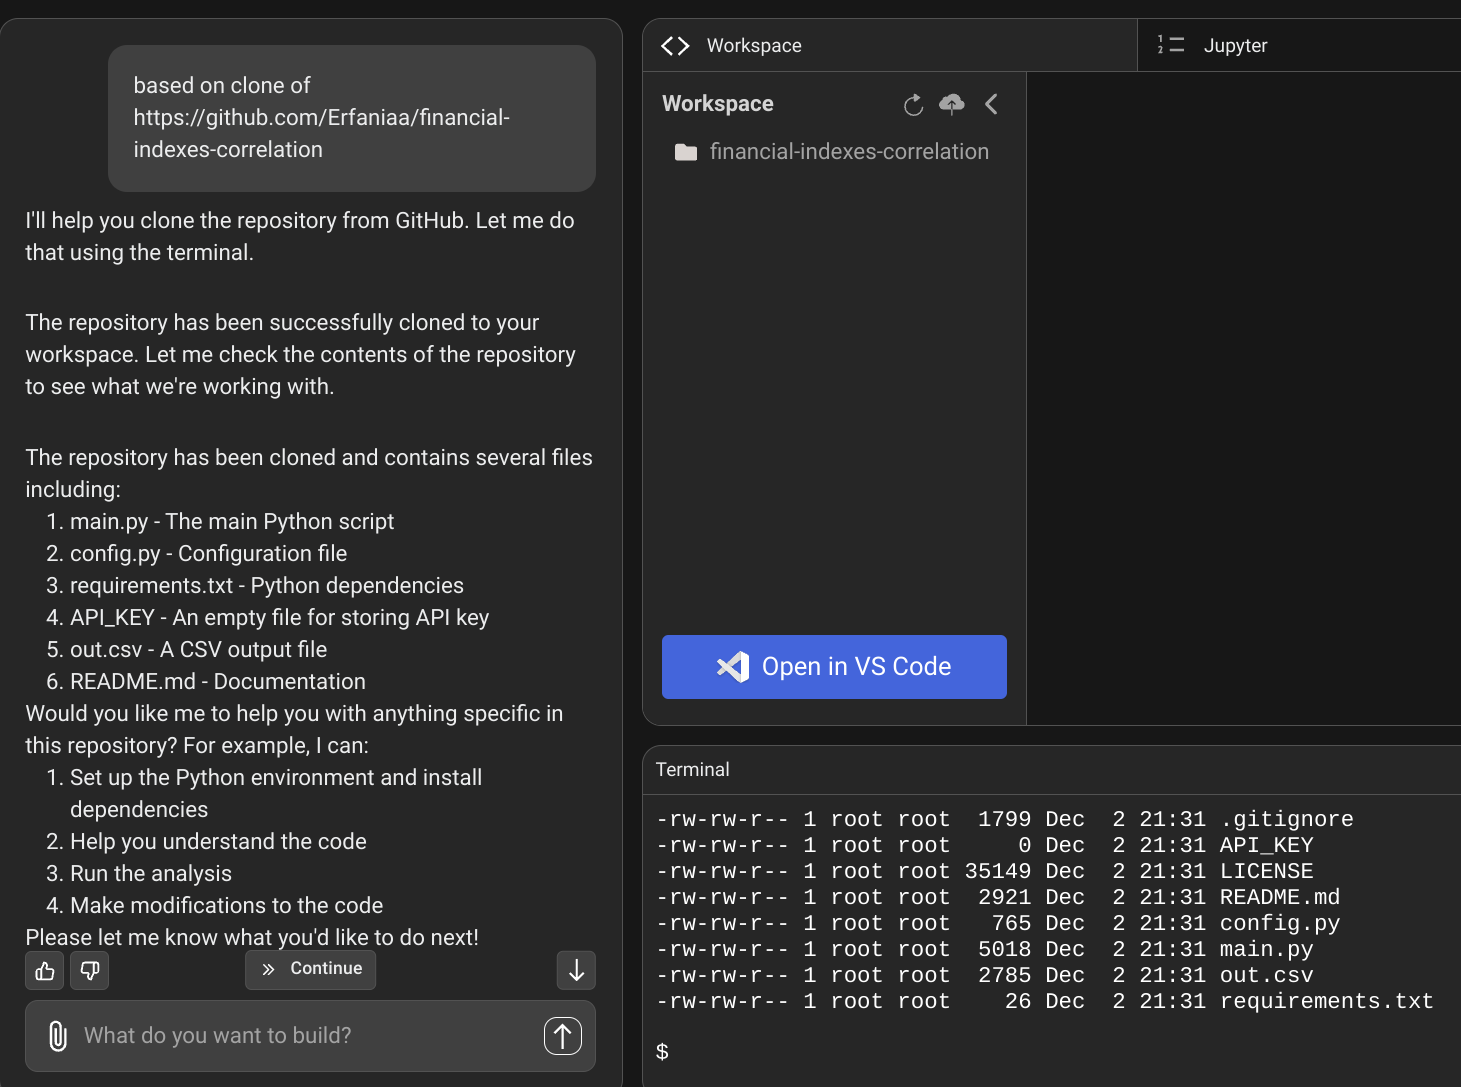 based on clone of
https://github.com/Erfaniaa/financial-
indexes-correlation
I'll help you clone the repository from GitHub. Let me do
that using the terminal.
The repository has been successfully cloned to your
workspace. Let me check the contents of the repository
to see what we're working with.
The repository has been cloned and contains several files
including:
1. main.py - The main Python script
2. config.py - Configuration file
3. requirements.txt - Python dependencies
4. API_KEY - An empty file for storing API key
5. out.csv - A CSV output file
6. README.md - Documentation
Would you like me to help you with anything specific in
this repository? For example, I can:
1. Set up the Python environment and install
dependencies
2. Help you understand the code
3. Run the analysis
4. Make modifications to the code
Please let me know what you'd like to do next!
Continue
What do you want to build?
Workspace
Jupyter
Workspace
financial-indexes-correlation
Open in VS Code
Terminal
-rw-rw-r-- 1 root root  1799 Dec  2 21:31 .gitignore
-rw-rw-r-- 1 root root     0 Dec  2 21:31 API_KEY
-rw-rw-r-- 1 root root 35149 Dec  2 21:31 LICENSE
-rw-rw-r-- 1 root root  2921 Dec  2 21:31 README.md
-rw-rw-r-- 1 root root   765 Dec  2 21:31 config.py
-rw-rw-r-- 1 root root  5018 Dec  2 21:31 main.py
-rw-rw-r-- 1 root root  2785 Dec  2 21:31 out.csv
-rw-rw-r-- 1 root root    26 Dec  2 21:31 requirements.txt
$